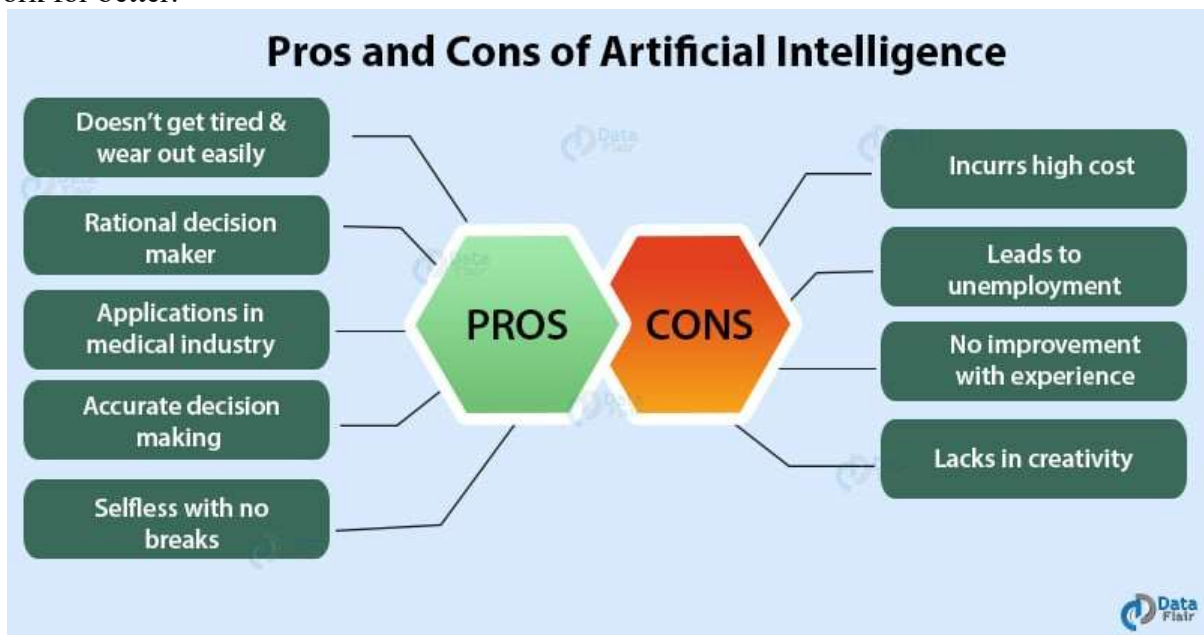 Pros and Cons of Artificial Intelligence
Doesn't get tired &
wear out easily
Rational decision
maker
Applications in
medical industry
Accurate decision
making
Selfless with no
breaks
PROS
CONS
Incurrs high cost
Leads to
unemployment
No improvement
with experience
Lacks in creativity
Data
Flair